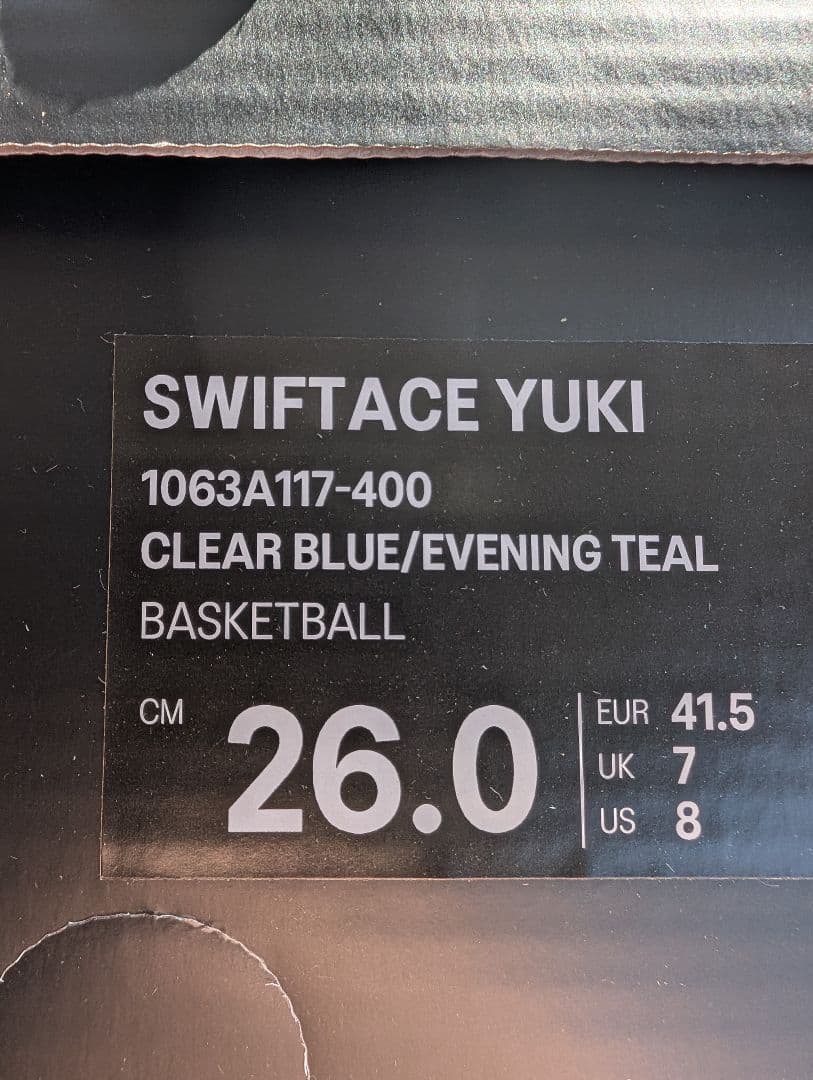 SWIFTACE YUKI
1063A117-400
CLEAR BLUE/EVENING TEAL
BASKETBALL
CM 26.0
EUR 41.5
UK 7
US 8